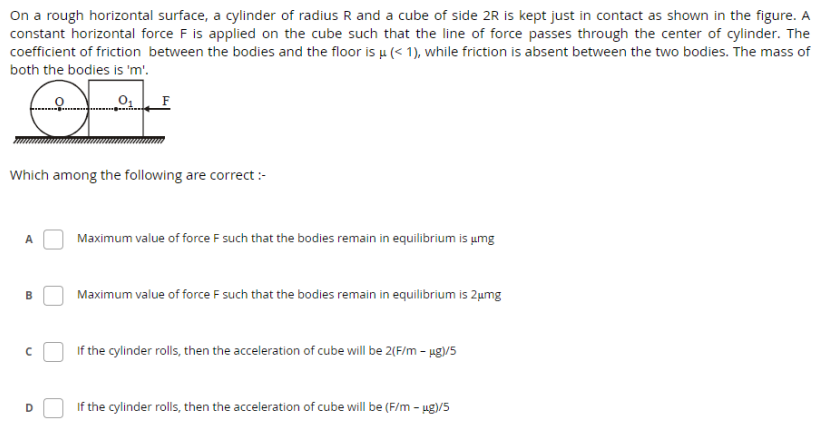 On a rough horizontal surface, a cylinder of radius R and a cube of side 2R is kept just in contact as shown in the figure. A
constant horizontal force F is applied on the cube such that the line of force passes through the center of cylinder. The
coefficient of friction between the bodies and the floor is μ (< 1), while friction is absent between the two bodies. The mass of
both the bodies is 'm'.
O O₁ F
Which among the following are correct :-
A Maximum value of force F such that the bodies remain in equilibrium is μmg
B Maximum value of force F such that the bodies remain in equilibrium is 2μmg
C If the cylinder rolls, then the acceleration of cube will be 2(F/m – μg)/5
D If the cylinder rolls, then the acceleration of cube will be (F/m – μg)/5